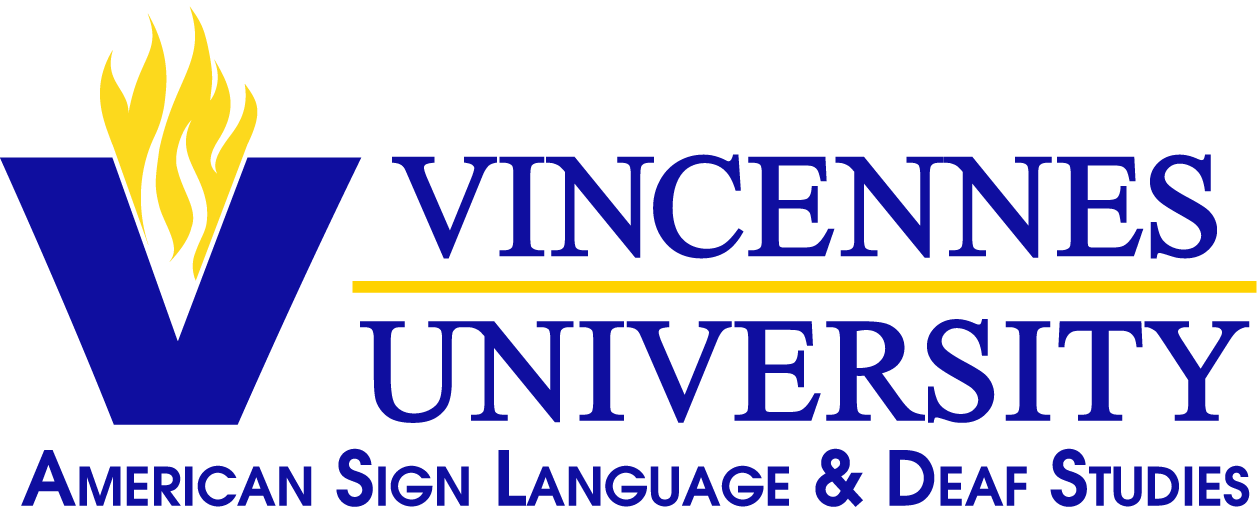 VINCENNES
UNIVERSITY
AMERICAN SIGN LANGUAGE & DEAF STUDIES